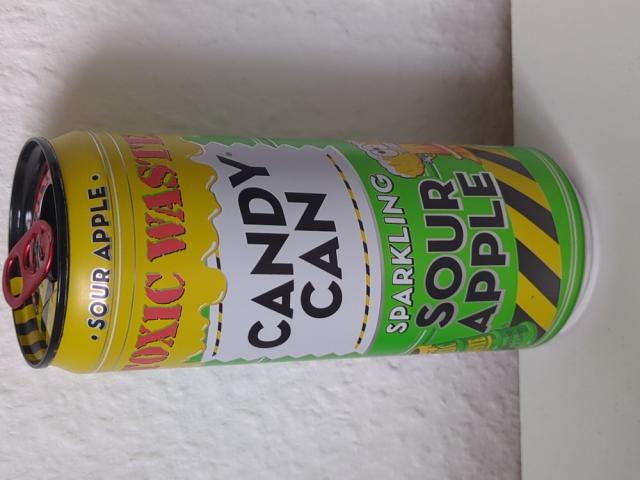 • SOUR APPLE •
TOXIC WASTE
CANDY
CAN
SPARKLING
SOUR
APPLE